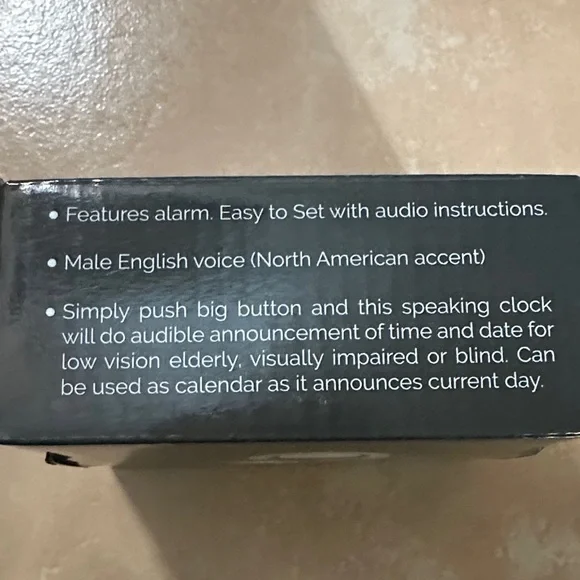 • Features alarm. Easy to Set with audio instructions.
• Male English voice (North American accent)
• Simply push big button and this speaking clock
will do audible announcement of time and date for
low vision elderly, visually impaired or blind. Can
be used as calendar as it announces current day.